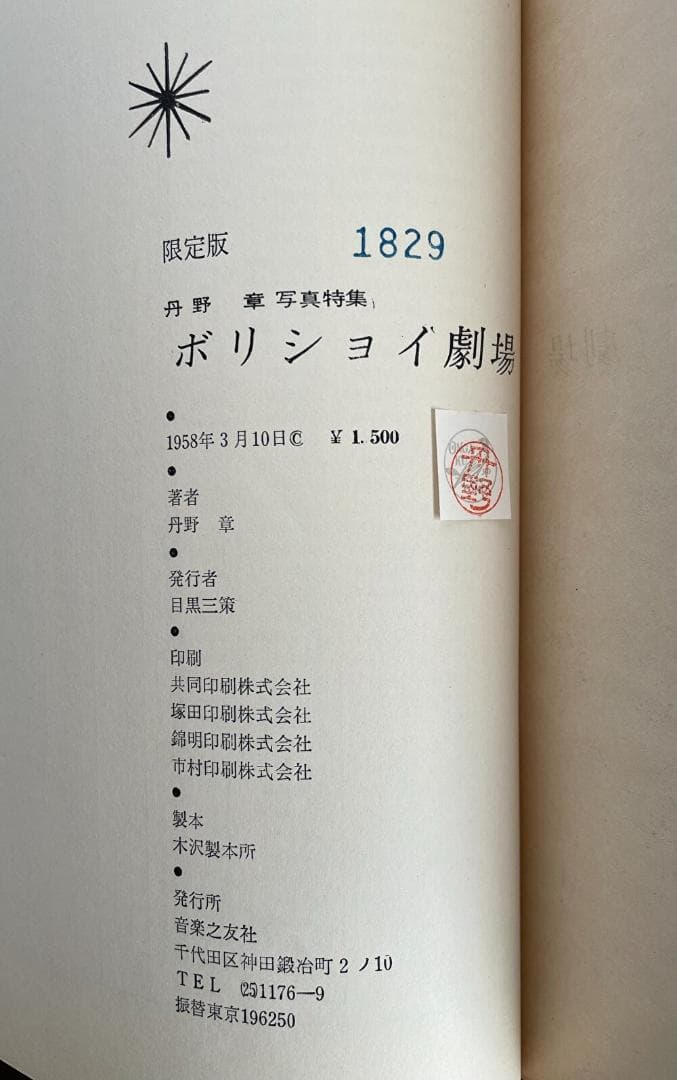 限定版 1829
丹野 章 写真特集
ボリショイ劇場
1958年3月10日© ¥1.500
著者
丹野 章
発行者
目黒三策
印刷
共同印刷株式会社
塚田印刷株式会社
錦明印刷株式会社
市村印刷株式会社
製本
木沢製本所
発行所
音楽之友社
千代田区神田鍛冶町2ノ10
TEL (25)1176—9
振替東京196250